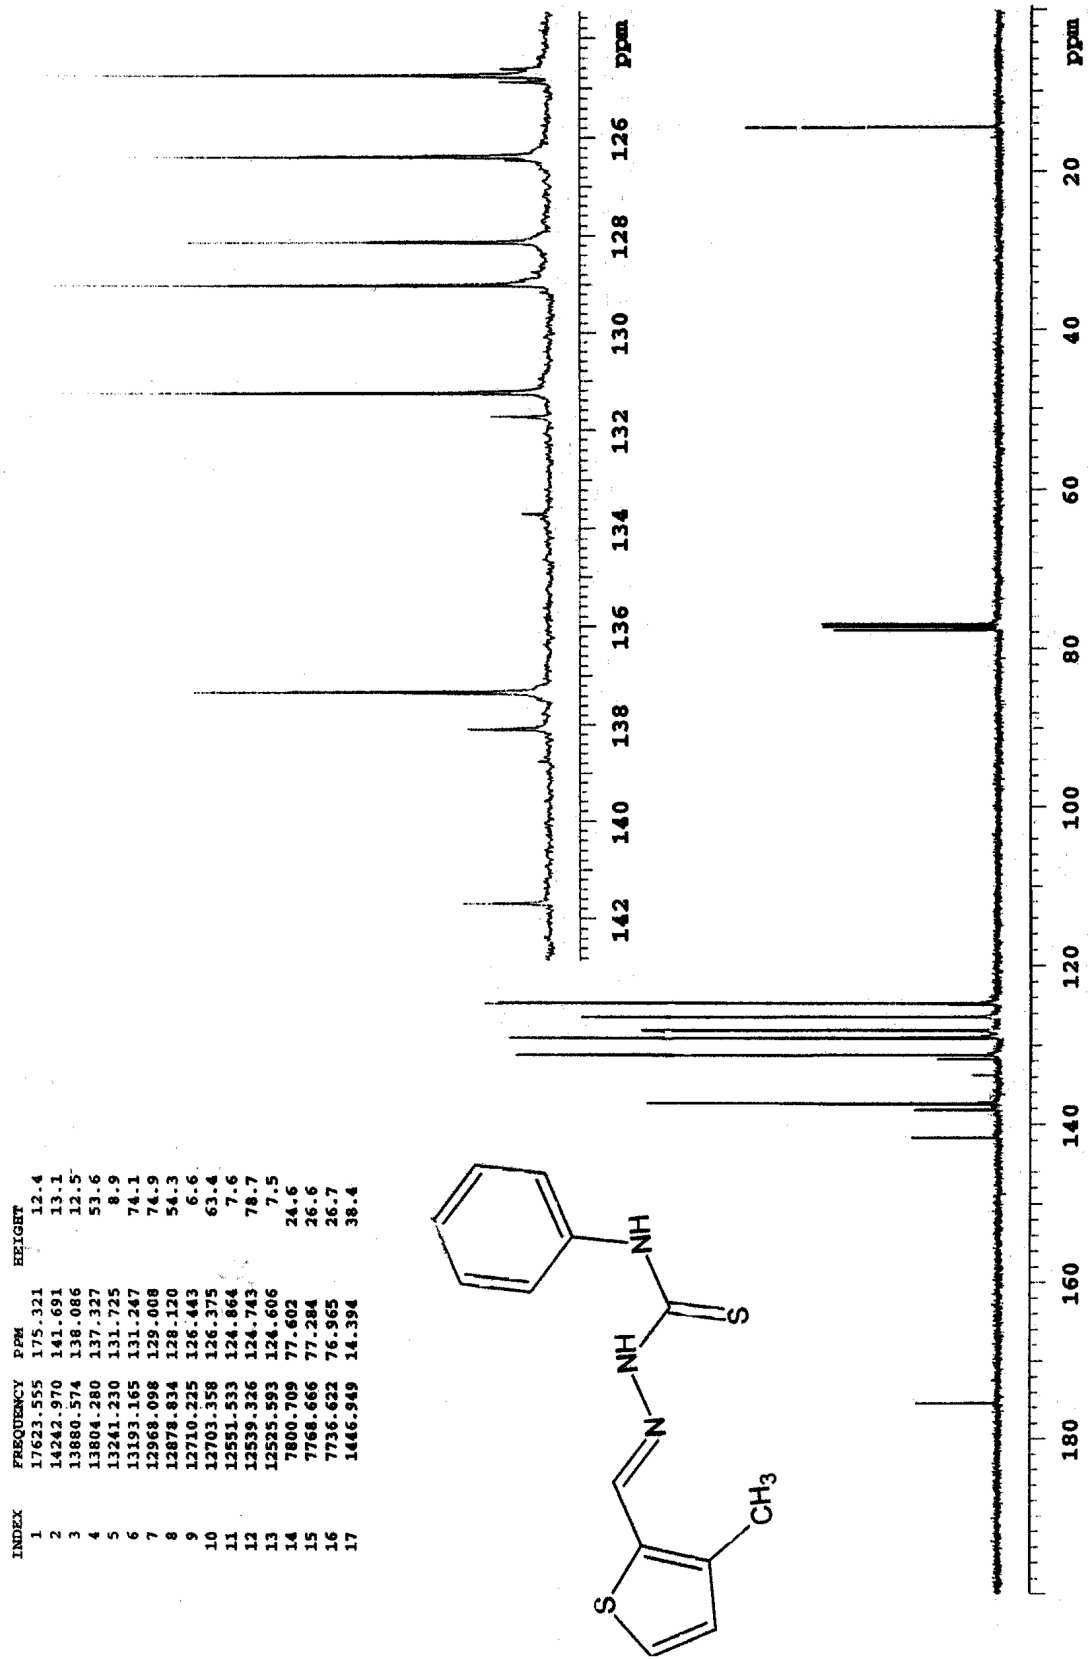 INDEX FREQUENCY PPM HEIGHT
1 17623.555 175.321 12.4
2 14242.970 141.691 13.1
3 13880.574 138.086 12.5
4 13804.280 137.327 53.6
5 13241.230 131.725 8.9
6 13193.165 131.247 74.1
7 12968.098 129.008 74.9
8 12878.834 128.120 54.3
9 12710.225 126.443 6.6
10 12703.358 126.375 63.4
11 12551.533 124.864 7.6
12 12539.326 124.743 78.7
13 12525.593 124.606 7.5
14 7800.709 77.602 24.6
15 7768.666 77.284 26.6
16 7736.622 76.965 26.7
17 1446.949 14.394 38.4
142 140 138 136 134 132 130 128 126 ppm
S
CH3
N
NH
S
NH
180 160 140 120 100 80 60 40 20 ppm